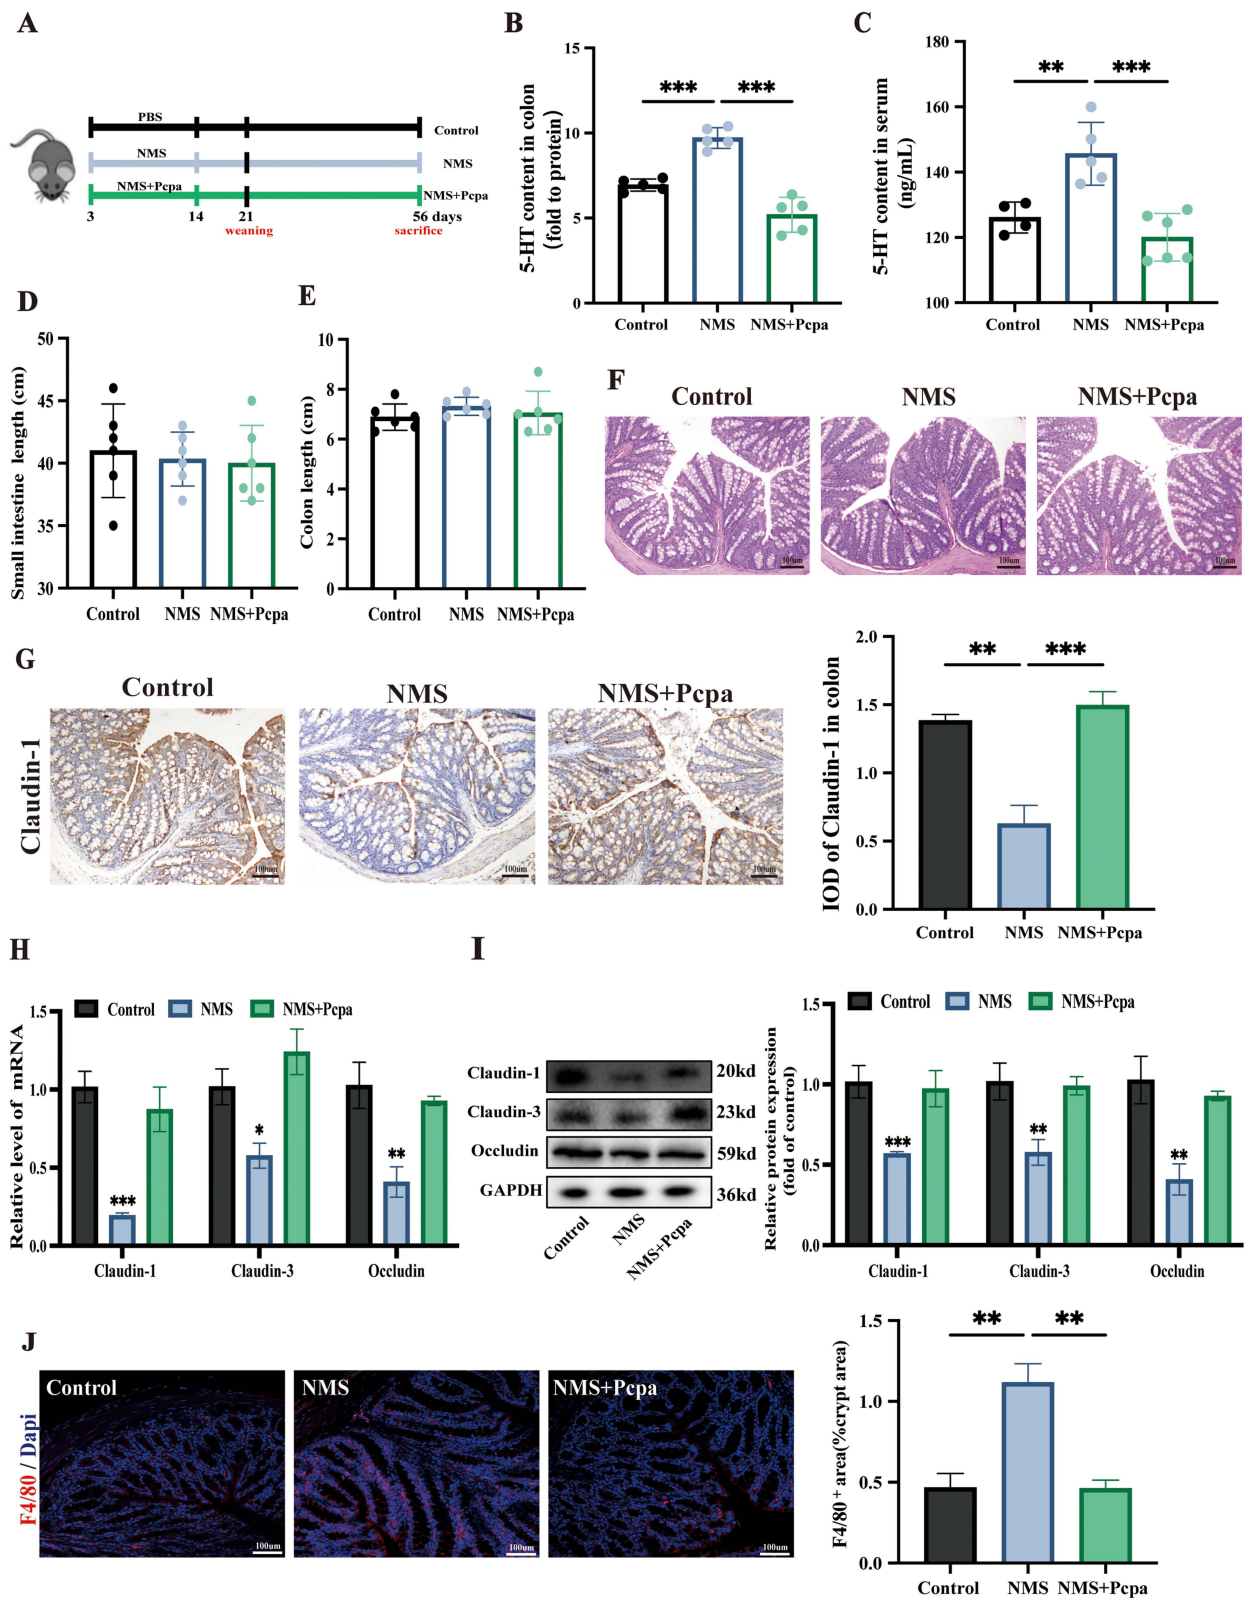 A
PBS
Control
NMS
NMS
NMS+Pcpa
NMS+Pcpa
3
14
21
56 days
weaning
sacrifice
B
5-HT content in colon
(fold to protein)
15
10
5
0
***
***
Control
NMS
NMS+Pcpa
C
5-HT content in serum
(ng/mL)
180
160
140
120
100
**
***
Control
NMS
NMS+Pcpa
D
Small intestine length (cm)
50
45
40
35
30
Control
NMS
NMS+Pcpa
E
Colon length (cm)
10
8
6
4
2
0
Control
NMS
NMS+Pcpa
F
Control
NMS
NMS+Pcpa
100um
100um
100um
G
Control
NMS
NMS+Pcpa
Claudin-1
100um
100um
100um
IOD of Claudin-1 in colon
2.0
1.5
1.0
0.5
0.0
**
***
Control
NMS
NMS+Pcpa
H
Control
NMS
NMS+Pcpa
Relative level of mRNA
1.5
1.0
0.5
0.0
***
*
**
Claudin-1
Claudin-3
Occludin
I
Claudin-1
20kd
Claudin-3
23kd
Occludin
59kd
GAPDH
36kd
Control
NMS
NMS+Pcpa
Control
NMS
NMS+Pcpa
Relative protein expression
(fold of control)
1.5
1.0
0.5
0.0
***
**
**
Claudin-1
Claudin-3
Occludin
J
Control
NMS
NMS+Pcpa
F4/80 / Dapi
100um
100um
100um
F4/80 + area(%crypt area)
1.5
1.0
0.5
0.0
**
**
Control
NMS
NMS+Pcpa